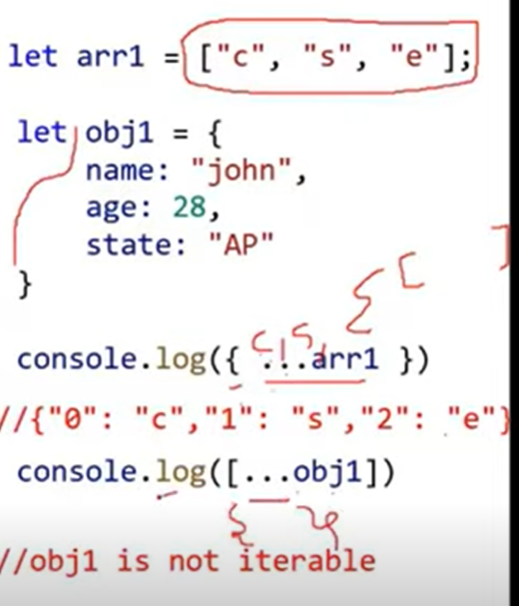 let arr1 = ["c", "s", "e"];
let obj1 = {
name: "john",
age: 28,
state: "AP"
}
{ [ ]
c, s,
console.log({ ...arr1 })
//{"0": "c","1": "s","2": "e"}
console.log([...obj1])
//obj1 is not iterable